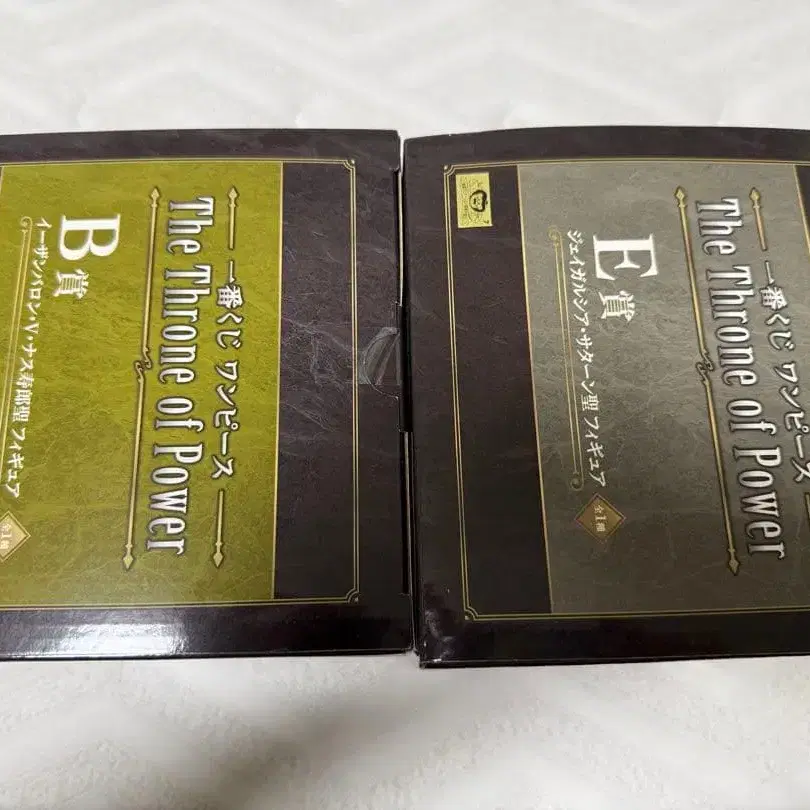 一番くじ ワンピース
The Throne of Power
B賞
イーザンバロン・V・ナス寿郎聖 フィギュア
全1種
一番くじ ワンピース
The Throne of Power
E賞
ジェイガルシア・サターン聖 フィギュア
全1種